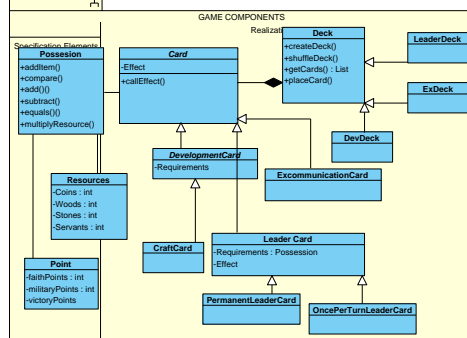 GAME COMPONENTS
Specification Elements
Realizati
Possesion
+addItem()
+compare()
+add()()
+subtract()
+equals()()
+multiplyResource()
Card
-Effect
+callEffect()
Deck
+createDeck()
+shuffleDeck()
+getCards() : List
+placeCard()
LeaderDeck
ExDeck
DevDeck
DevelopmentCard
-Requirements
ExcommunicationCard
Resources
-Coins : int
-Woods : int
-Stones : int
-Servants : int
CraftCard
Leader Card
-Requirements : Possession
-Effect
Point
-faithPoints : int
-militaryPoints : int
-victoryPoints
PermanentLeaderCard
OncePerTurnLeaderCard